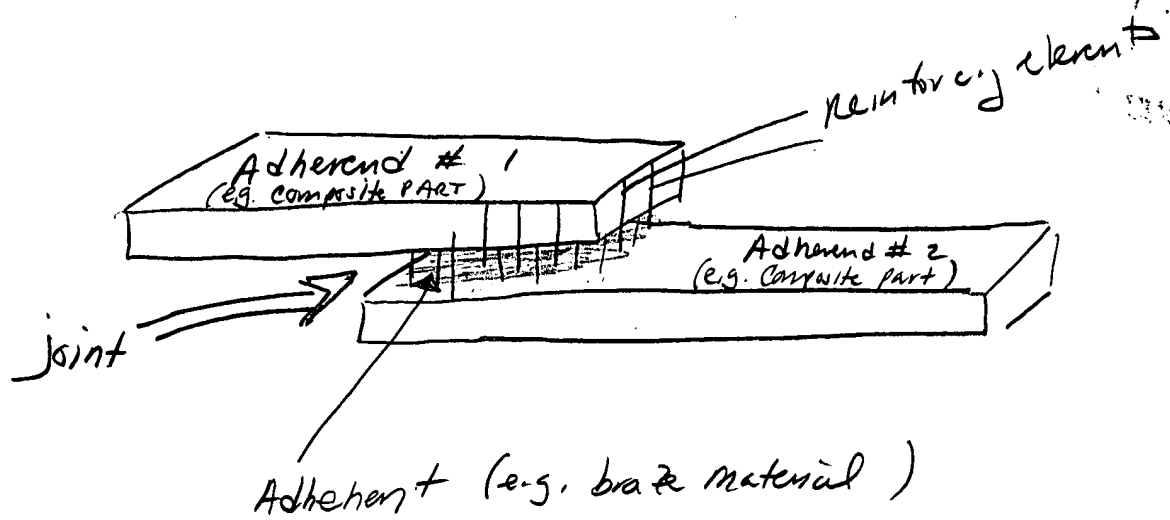 Reinforcing elements
Adherend # 1
(e.g. composite PART)
Adherend # 2
(e.g. Composite part)
joint
Adherent (e.g. braze material)